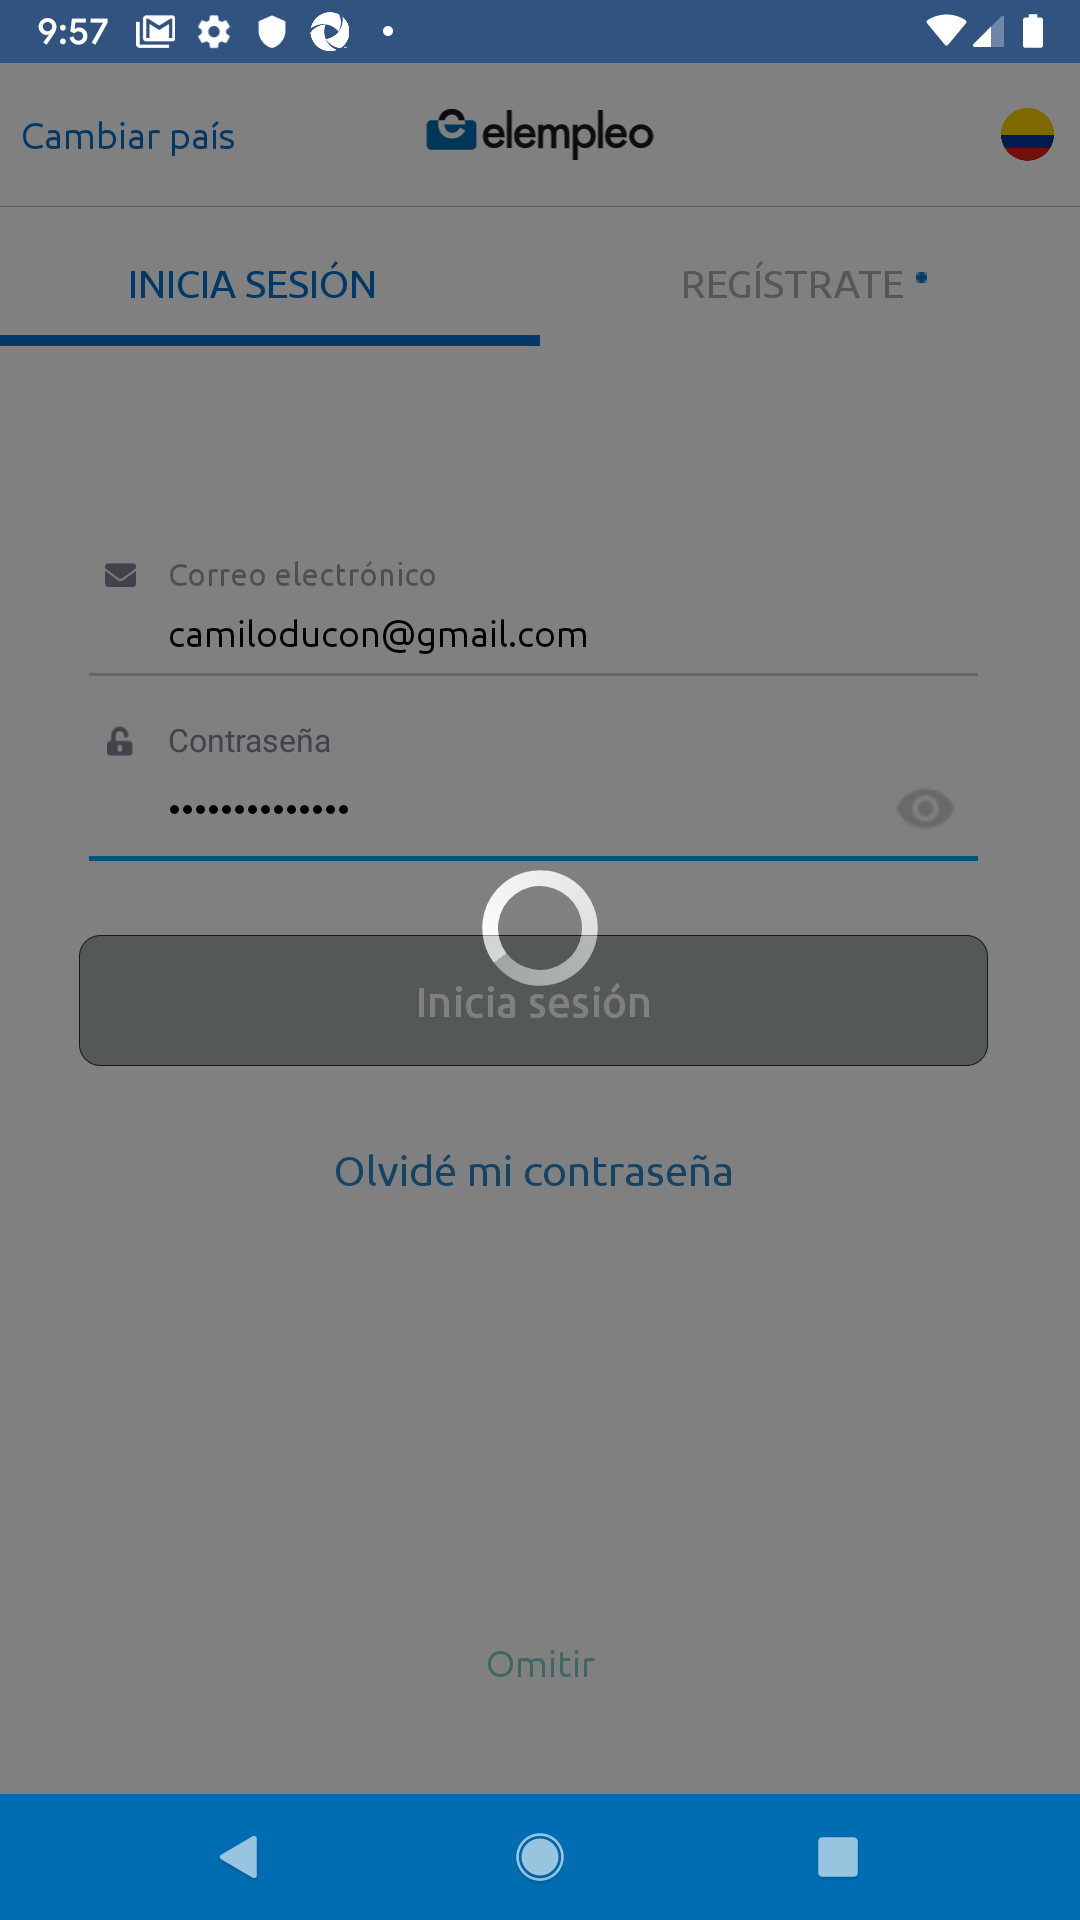 9:57
Cambiar país
elempleo
INICIA SESIÓN
REGÍSTRATE
Correo electrónico
camiloducon@gmail.com
Contraseña
••••••••••••••
Inicia sesión
Olvidé mi contraseña
Omitir